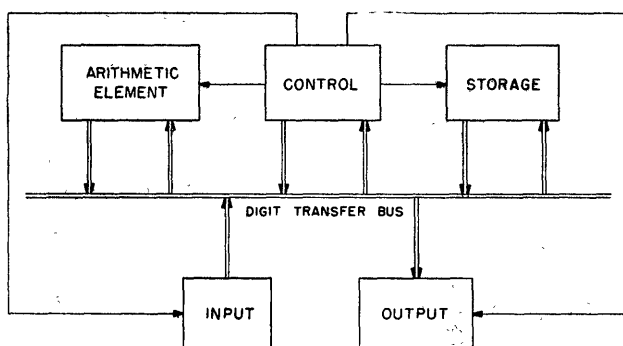 ARITHMETIC
ELEMENT
CONTROL
STORAGE
DIGIT TRANSFER BUS
INPUT
OUTPUT